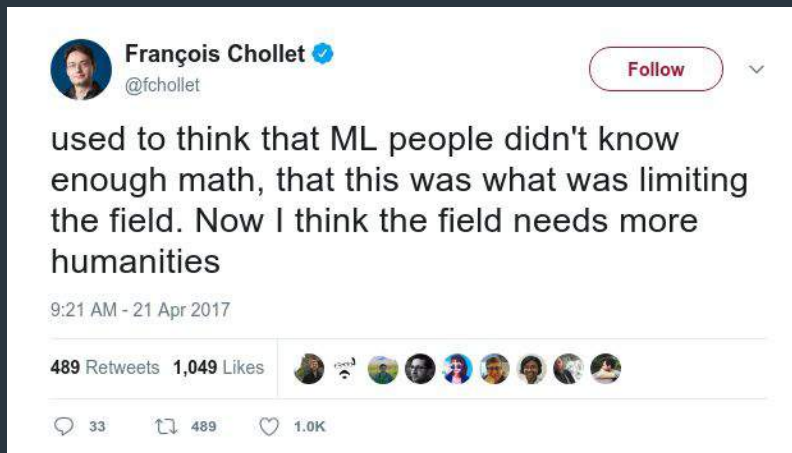 François Chollet
@fchollet
Follow
used to think that ML people didn't know
enough math, that this was what was limiting
the field. Now I think the field needs more
humanities
9:21 AM - 21 Apr 2017
489 Retweets 1,049 Likes
33 489 1.0K